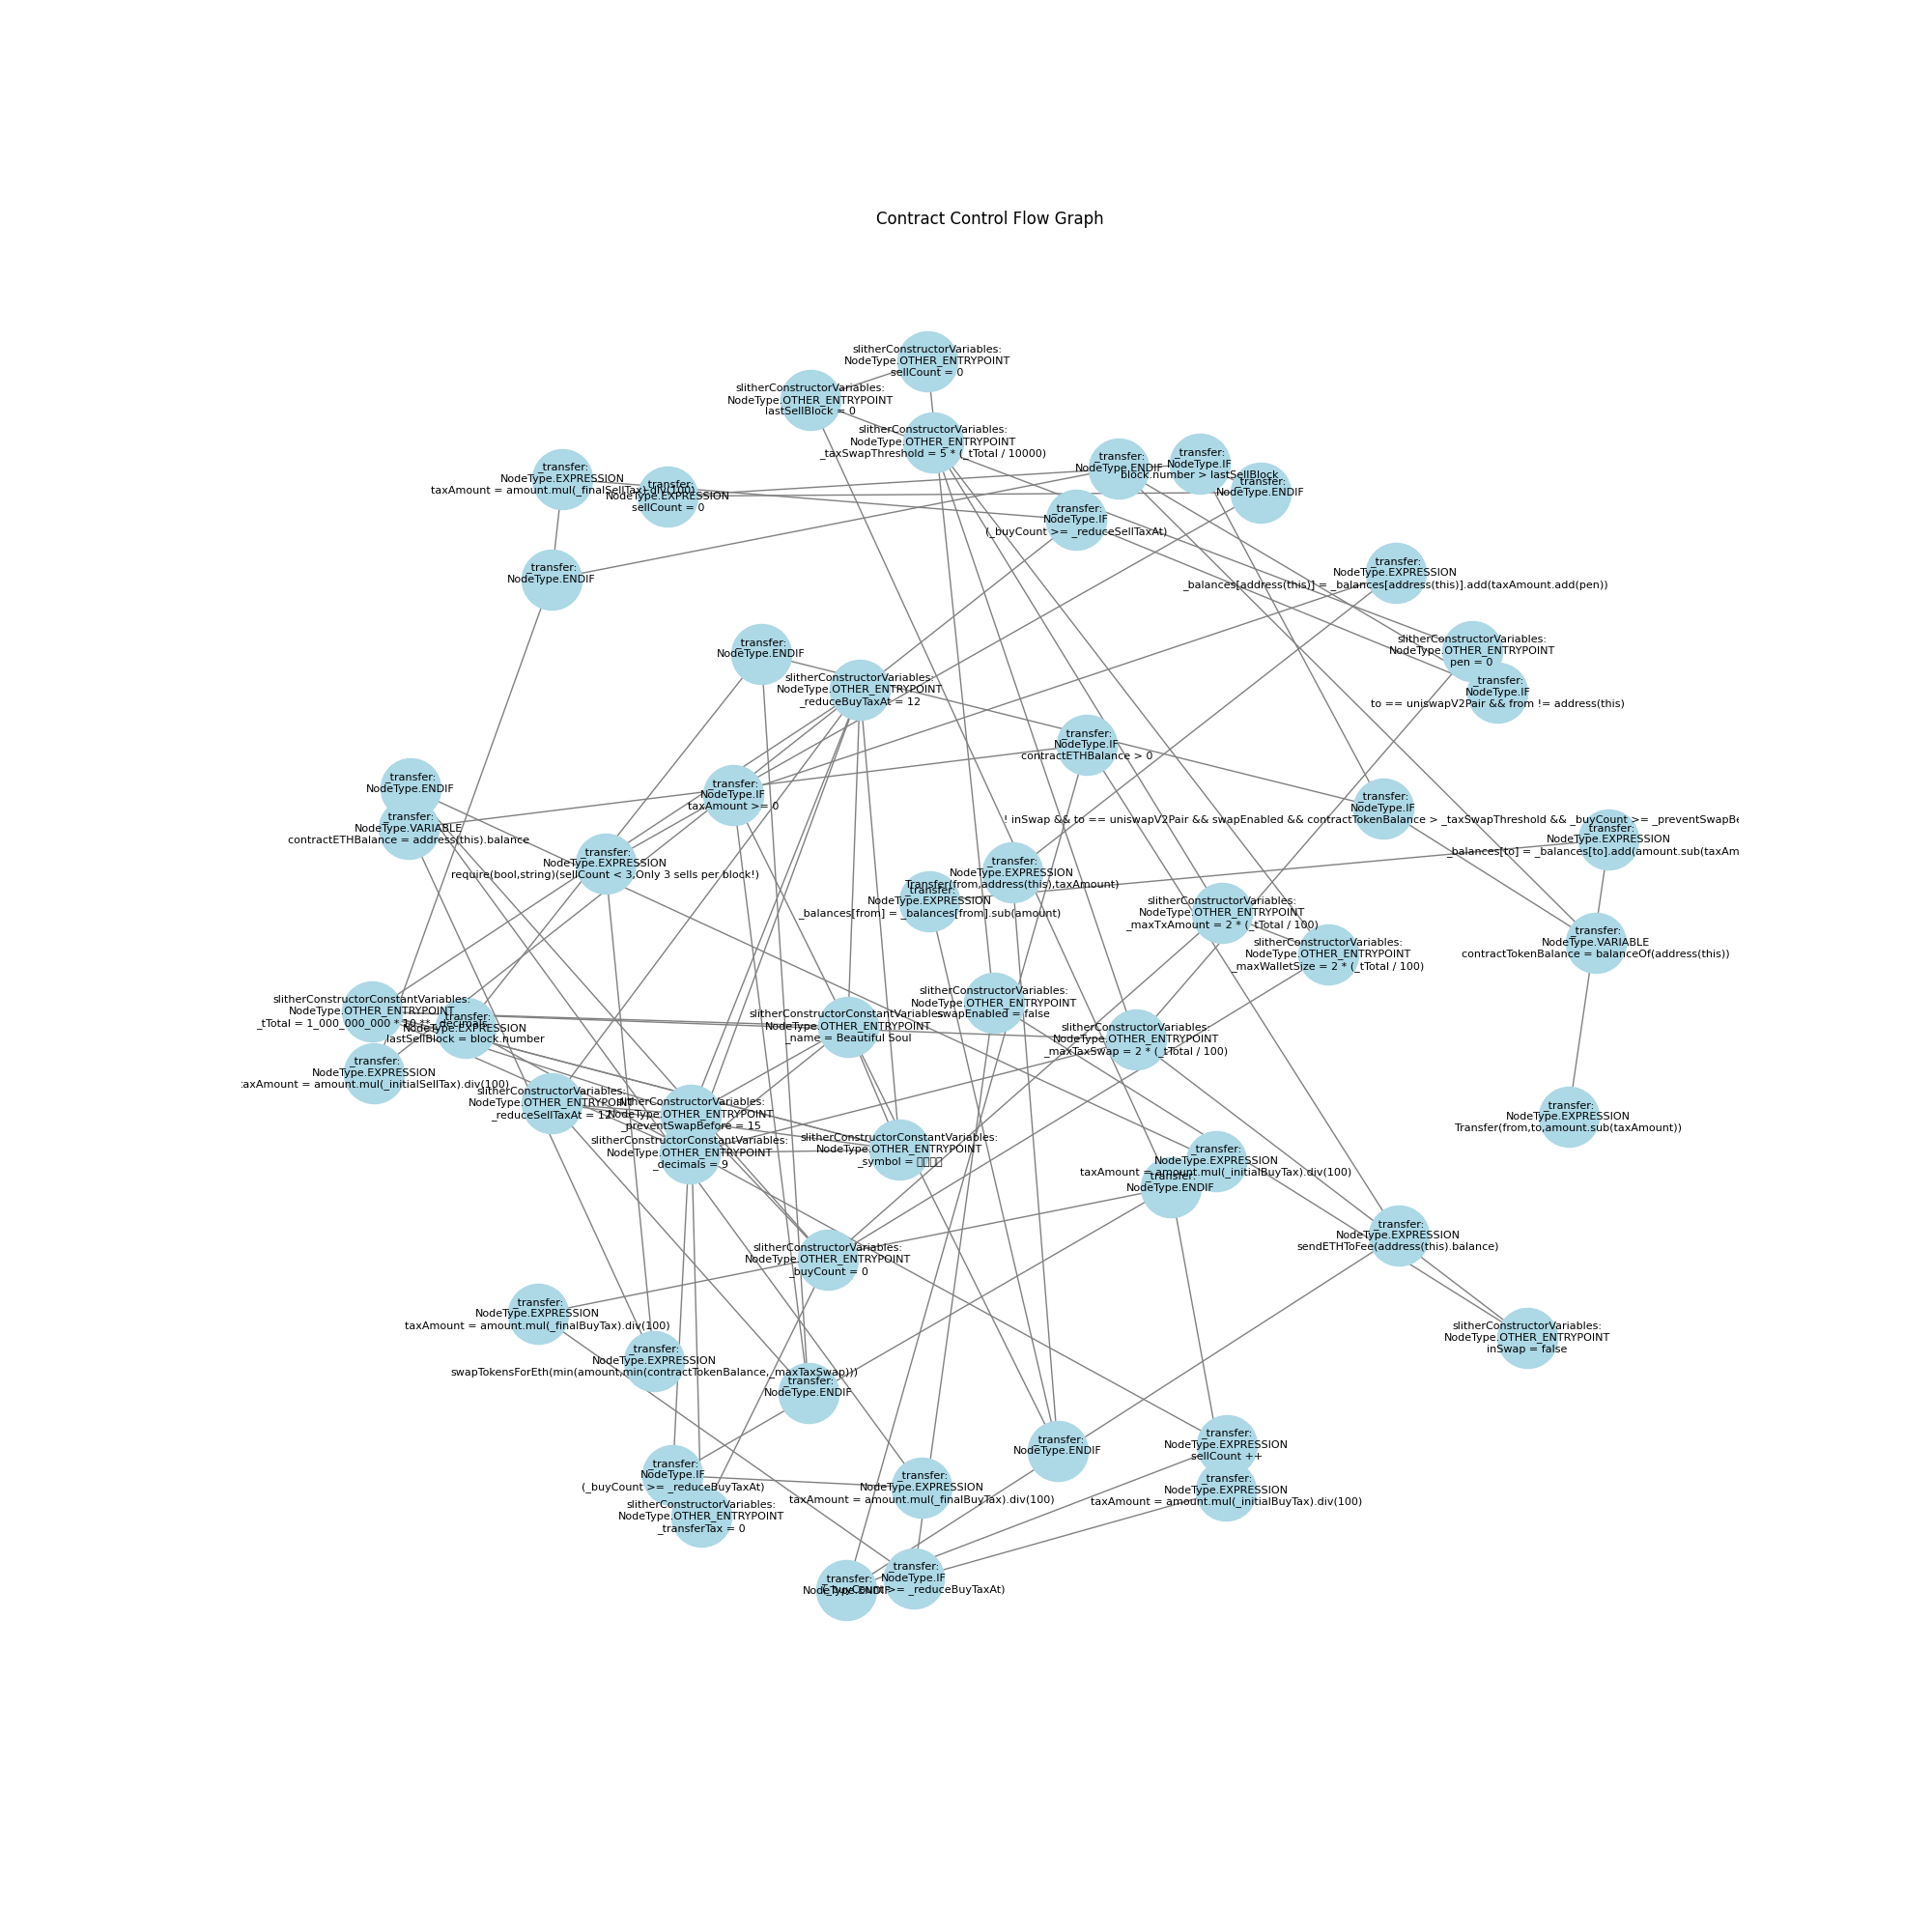 Contract Control Flow Graph
slitherConstructorVariables:
NodeType.OTHER_ENTRYPOINT
sellCount = 0
slitherConstructorVariables:
NodeType.OTHER_ENTRYPOINT
lastSellBlock = 0
slitherConstructorVariables:
NodeType.OTHER_ENTRYPOINT
_taxSwapThreshold = 5 * (_tTotal / 10000)
_transfer:
NodeType.ENDIF
_transfer:
NodeType.IF
block.number > lastSellBlock
_transfer:
NodeType.EXPRESSION
taxAmount = amount.mul(_finalSellTax).div(100)
_transfer:
NodeType.EXPRESSION
sellCount = 0
_transfer:
NodeType.ENDIF
_transfer:
NodeType.IF
(_buyCount >= _reduceSellTaxAt)
_transfer:
NodeType.ENDIF
_transfer:
NodeType.EXPRESSION
_balances[address(this)] = _balances[address(this)].add(taxAmount.add(pen))
_transfer:
NodeType.ENDIF
slitherConstructorVariables:
NodeType.OTHER_ENTRYPOINT
pen = 0
slitherConstructorVariables:
NodeType.OTHER_ENTRYPOINT
_reduceBuyTaxAt = 12
_transfer:
NodeType.IF
to == uniswapV2Pair && from != address(this)
_transfer:
NodeType.IF
contractETHBalance > 0
_transfer:
NodeType.ENDIF
_transfer:
NodeType.IF
taxAmount >= 0
_transfer:
NodeType.IF
! inSwap && to == uniswapV2Pair && swapEnabled && contractTokenBalance > _taxSwapThreshold && _buyCount >= _preventSwapBe
_transfer:
NodeType.VARIABLE
contractETHBalance = address(this).balance
_transfer:
NodeType.EXPRESSION
_balances[to] = _balances[to].add(amount.sub(taxAm
_transfer:
NodeType.EXPRESSION
require(bool,string)(sellCount < 3,Only 3 sells per block!)
_transfer:
NodeType.EXPRESSION
Transfer(from,address(this),taxAmount)
_transfer:
NodeType.EXPRESSION
_balances[from] = _balances[from].sub(amount)
slitherConstructorVariables:
NodeType.OTHER_ENTRYPOINT
_maxTxAmount = 2 * (_tTotal / 100)
_transfer:
NodeType.VARIABLE
contractTokenBalance = balanceOf(address(this))
slitherConstructorVariables:
NodeType.OTHER_ENTRYPOINT
_maxWalletSize = 2 * (_tTotal / 100)
slitherConstructorVariables:
NodeType.OTHER_ENTRYPOINT
swapEnabled = false
slitherConstructorConstantVariables:
NodeType.OTHER_ENTRYPOINT
_tTotal = 1_000_000_000 * 10 ** _decimals
_transfer:
NodeType.EXPRESSION
lastSellBlock = block.number
slitherConstructorConstantVariables:
NodeType.OTHER_ENTRYPOINT
_name = Beautiful Soul
slitherConstructorVariables:
NodeType.OTHER_ENTRYPOINT
_maxTaxSwap = 2 * (_tTotal / 100)
_transfer:
NodeType.EXPRESSION
taxAmount = amount.mul(_initialSellTax).div(100)
slitherConstructorVariables:
NodeType.OTHER_ENTRYPOINT
_reduceSellTaxAt = 12
slitherConstructorVariables:
NodeType.OTHER_ENTRYPOINT
_preventSwapBefore = 15
_transfer:
NodeType.EXPRESSION
Transfer(from,to,amount.sub(taxAmount))
slitherConstructorConstantVariables:
NodeType.OTHER_ENTRYPOINT
_decimals = 9
slitherConstructorConstantVariables:
NodeType.OTHER_ENTRYPOINT
_symbol =
_transfer:
NodeType.EXPRESSION
taxAmount = amount.mul(_initialBuyTax).div(100)
_transfer:
NodeType.ENDIF
_transfer:
NodeType.EXPRESSION
sendETHToFee(address(this).balance)
slitherConstructorVariables:
NodeType.OTHER_ENTRYPOINT
_buyCount = 0
_transfer:
NodeType.EXPRESSION
taxAmount = amount.mul(_finalBuyTax).div(100)
slitherConstructorVariables:
NodeType.OTHER_ENTRYPOINT
inSwap = false
_transfer:
NodeType.EXPRESSION
swapTokensForEth(min(amount,min(contractTokenBalance,_maxTaxSwap)))
_transfer:
NodeType.ENDIF
_transfer:
NodeType.EXPRESSION
sellCount ++
_transfer:
NodeType.ENDIF
_transfer:
NodeType.IF
(_buyCount >= _reduceBuyTaxAt)
_transfer:
NodeType.EXPRESSION
taxAmount = amount.mul(_finalBuyTax).div(100)
_transfer:
NodeType.EXPRESSION
taxAmount = amount.mul(_initialBuyTax).div(100)
slitherConstructorVariables:
NodeType.OTHER_ENTRYPOINT
_transferTax = 0
_transfer:
NodeType.IF
(_buyCount >= _reduceBuyTaxAt)
_transfer:
NodeType.ENDIF